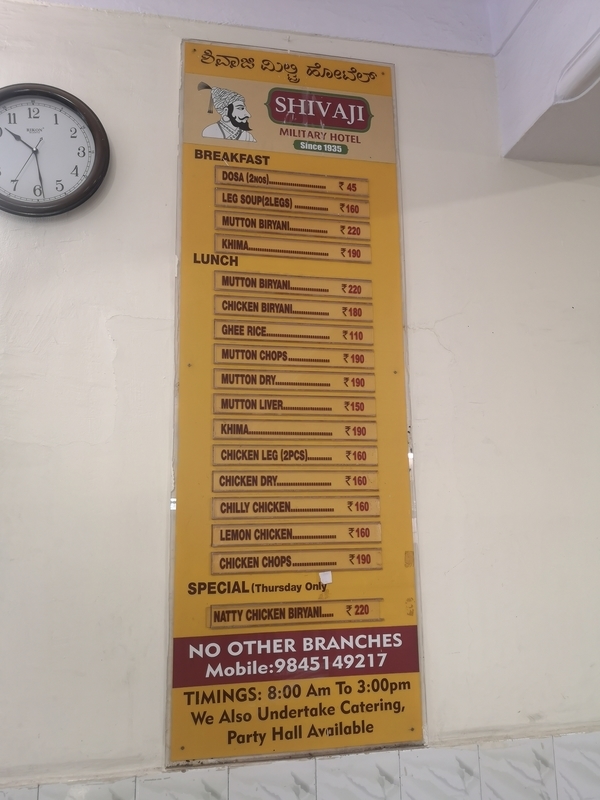 ಶಿವಾಜಿ ಮಿಲ್ಟ್ರಿ ಹೋಟೆಲ್
SHIVAJI
MILITARY HOTEL
Since 1935
BREAKFAST
DOSA (2NOS)........................ ₹ 45
LEG SOUP(2LEGS) .............. ₹160
MUTTON BIRYANI................ ₹ 220
KHIMA................................ ₹190
LUNCH
MUTTON BIRYANI................ ₹220
CHICKEN BIRYANI............... ₹180
GHEE RICE........................ ₹110
MUTTON CHOPS................. ₹190
MUTTON DRY..................... ₹190
MUTTON LIVER................... ₹150
KHIMA................................ ₹190
CHICKEN LEG (2PCS).......... ₹160
CHICKEN DRY.................... ₹160
CHILLY CHICKEN................. ₹160
LEMON CHICKEN................. ₹160
CHICKEN CHOPS................. ₹190
SPECIAL (Thursday Only
NATTY CHICKEN BIRYANI..... ₹ 220
NO OTHER BRANCHES
Mobile:9845149217
TIMINGS: 8:00 Am To 3:00pm
We Also Undertake Catering,
Party Hall Available